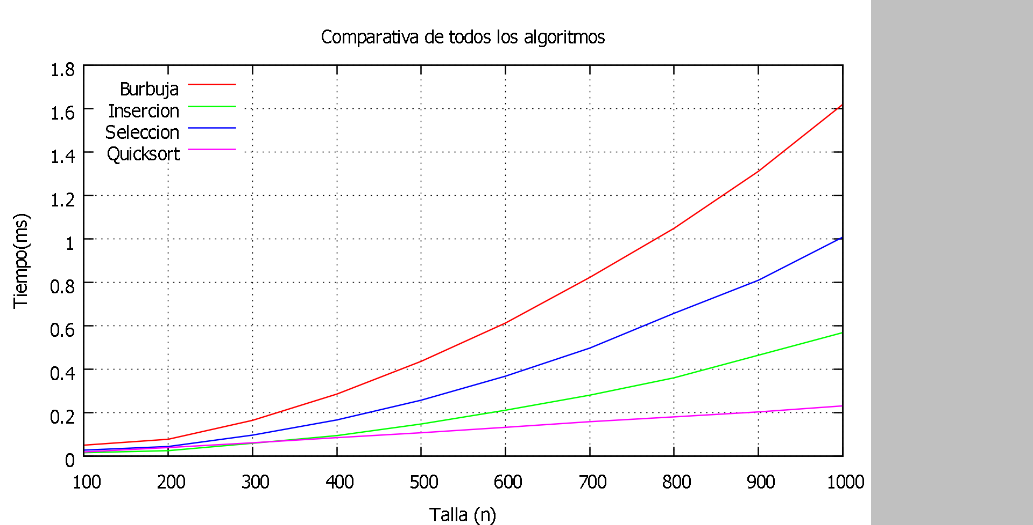 Comparativa de todos los algoritmos
1.8
1.6
1.4
1.2
1
0.8
0.6
0.4
0.2
0
Burbuja
Insercion
Seleccion
Quicksort
Tiempo(ms)
100 200 300 400 500 600 700 800 900 1000
Talla (n)